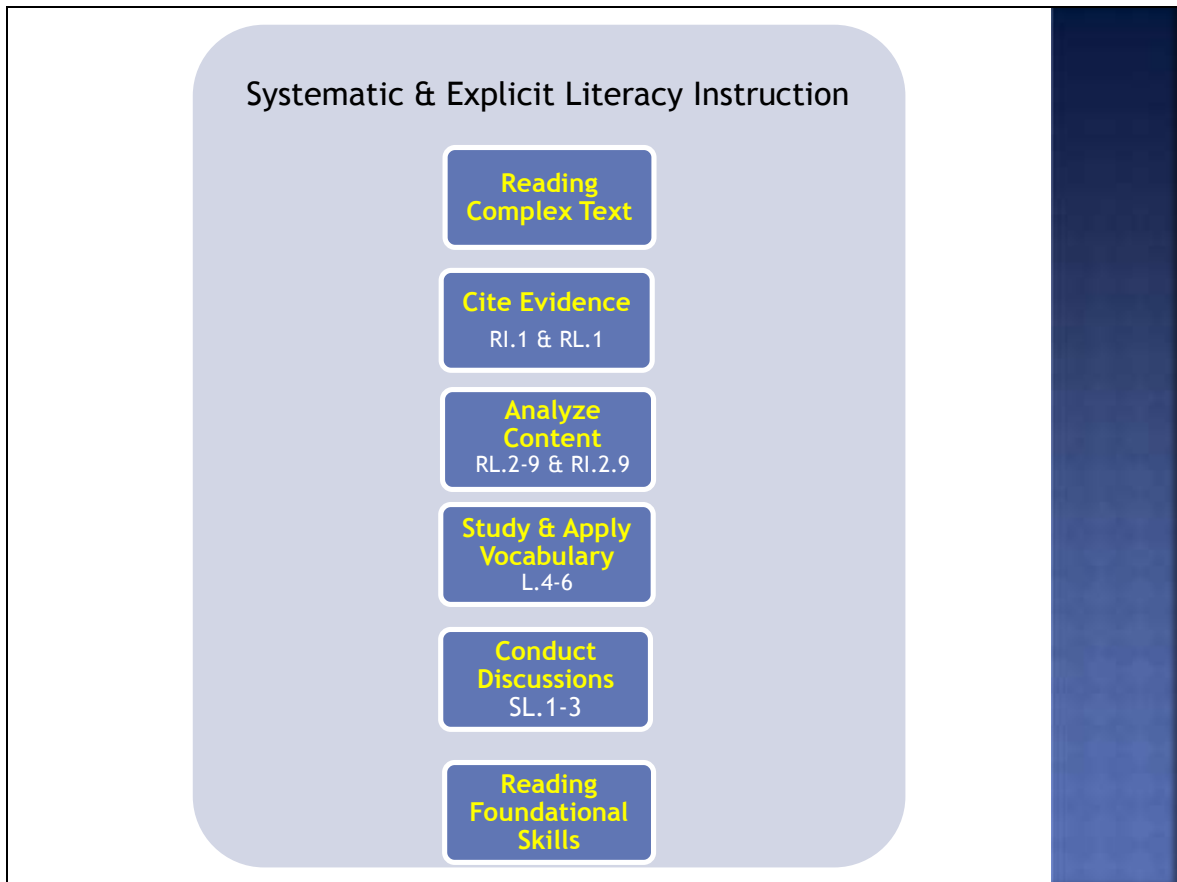 Systematic & Explicit Literacy Instruction
Reading
Complex Text
Cite Evidence
RI.1 & RL.1
Analyze
Content
RL.2-9 & RI.2.9
Study & Apply
Vocabulary
L.4-6
Conduct
Discussions
SL.1-3
Reading
Foundational
Skills